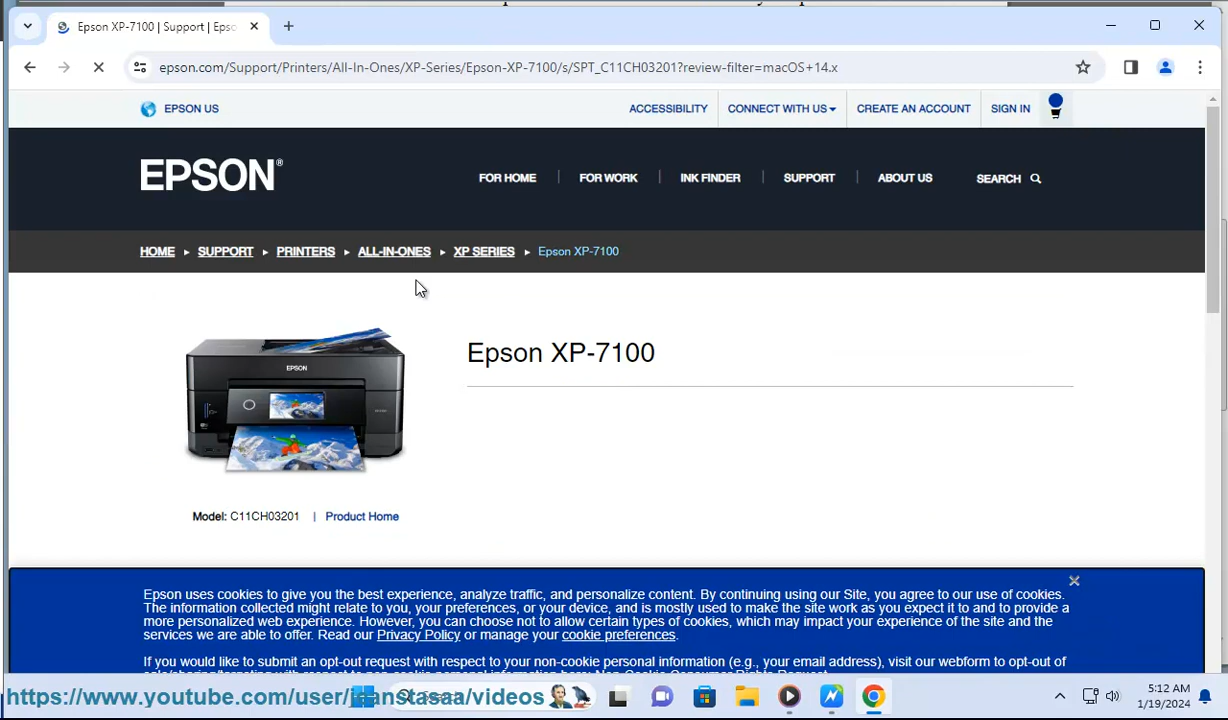 Epson XP-7100 | Support | Epso
epson.com/Support/Printers/All-In-Ones/XP-Series/Epson-XP-7100/s/SPT_C11CH03201?review-filter=macOS+14.x
EPSON US
ACCESSIBILITY
CONNECT WITH US
CREATE AN ACCOUNT
SIGN IN
EPSON®
FOR HOME | FOR WORK | INK FINDER | SUPPORT | ABOUT US
SEARCH
HOME ▸ SUPPORT ▸ PRINTERS ▸ ALL-IN-ONES ▸ XP SERIES ▸ Epson XP-7100
EPSON
Epson XP-7100
Model: C11CH03201 | Product Home
Epson uses cookies to give you the best experience, analyze traffic, and personalize content. By continuing using our Site, you agree to our use of cookies.
The information collected might relate to you, your preferences, or your device, and is mostly used to make the site work as you expect it to and to provide a
more personalized web experience. However, you can choose not to allow certain types of cookies, which may impact your experience of the site and the
services we are able to offer. Read our Privacy Policy or manage your cookie preferences.
If you would like to submit an opt-out request with respect to your non-cookie personal information (e.g., your email address), visit our webform to opt-out of
https://www.youtube.com/user/jeanstasaa/videos
5:12 AM
1/19/2024